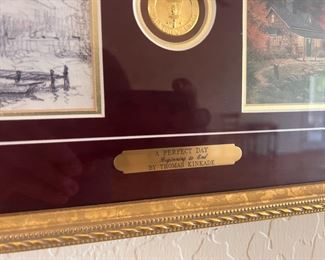 A PERFECT DAY
Beginning to End
BY THOMAS KINKADE